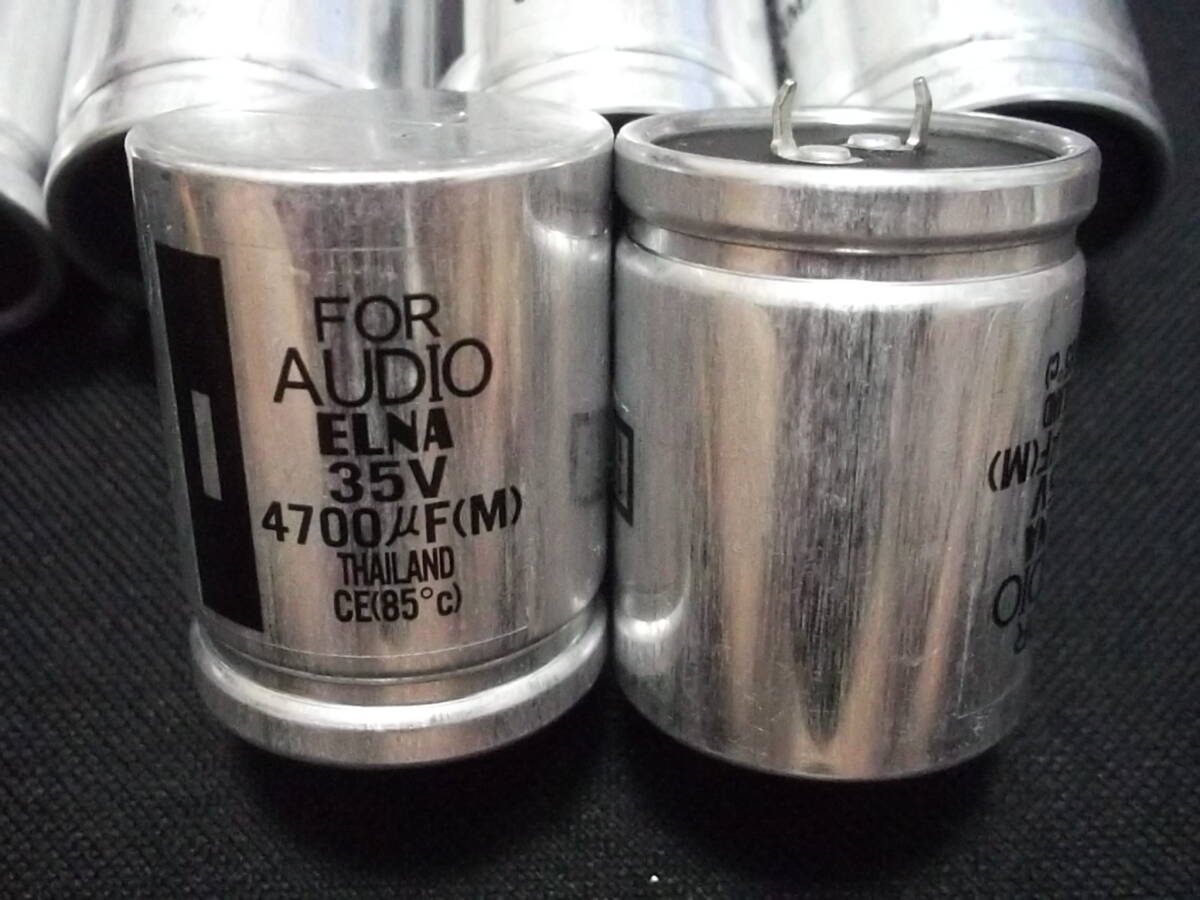 FOR
AUDIO
ELNA
35V
4700μF(M)
THAILAND
CE(85°c)
F(M)